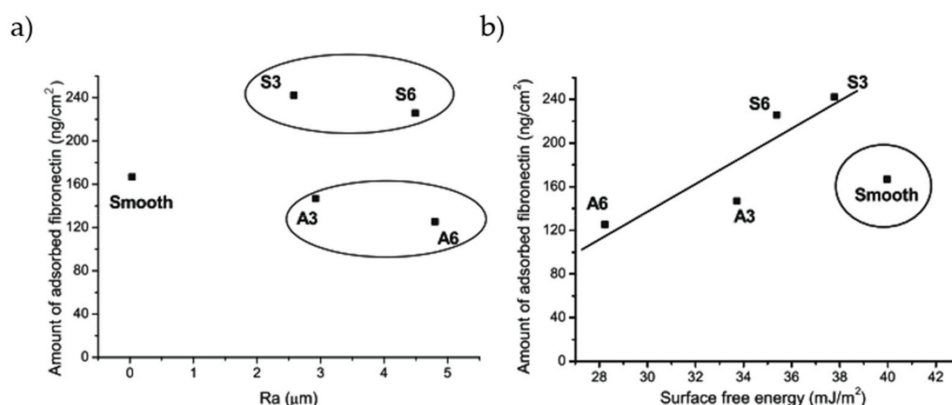 a)
Amount of adsorbed fibronectin (ng/cm²)
240
200
160
120
80
40
0
S3
S6
Smooth
A3
A6
0 1 2 3 4 5
Ra (μm)
b)
Amount of adsorbed fibronectin (ng/cm²)
240
200
160
120
80
40
0
S3
S6
A6
A3
Smooth
28 30 32 34 36 38 40 42
Surface free energy (mJ/m²)